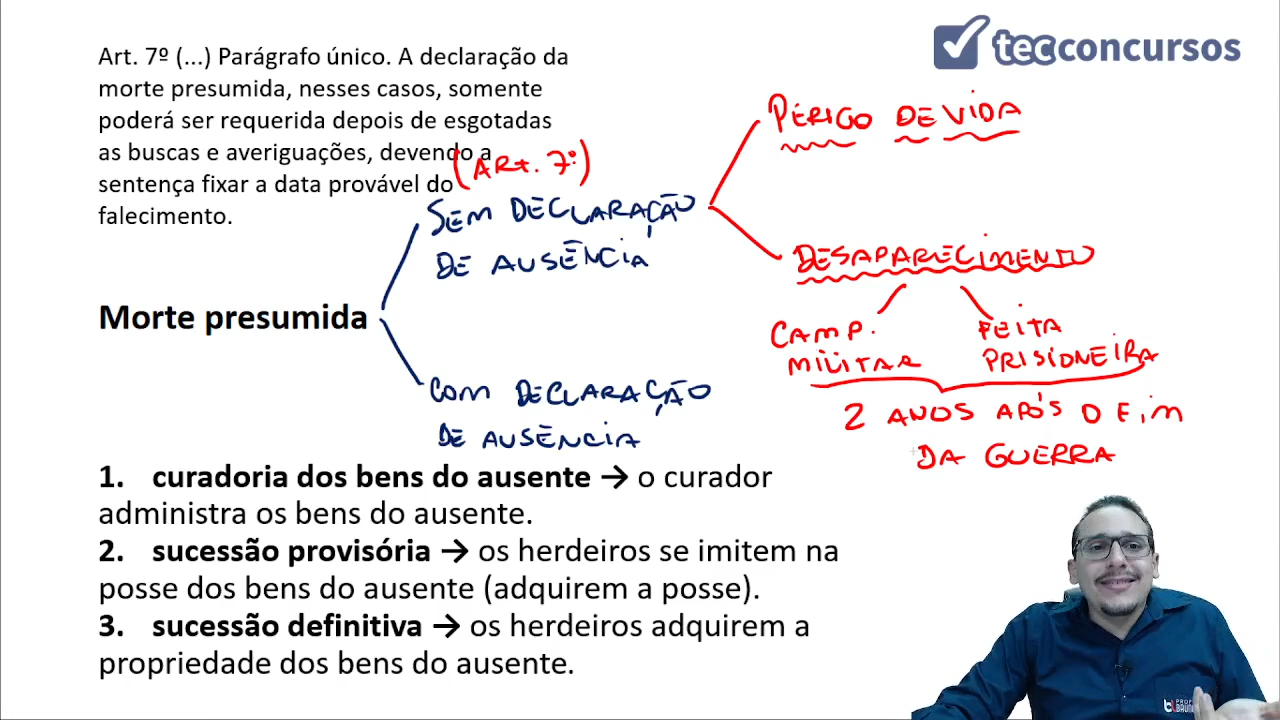 Art. 7º (...) Parágrafo único. A declaração da
morte presumida, nesses casos, somente
poderá ser requerida depois de esgotadas
as buscas e averiguações, devendo a
sentença fixar a data provável do
falecimento.
tecconcursos
(ART. 7º)
SEM DECLARAÇÃO
DE AUSÊNCIA
PERIGO DE VIDA
DESAPARECIMENTO
CAMP.
MILITAR
FEITA
PRISIONEIRA
2 ANOS APÓS O FIM
DA GUERRA
Morte presumida
COM DECLARAÇÃO
DE AUSÊNCIA
1. curadoria dos bens do ausente → o curador
administra os bens do ausente.
2. sucessão provisória → os herdeiros se imitem na
posse dos bens do ausente (adquirem a posse).
3. sucessão definitiva → os herdeiros adquirem a
propriedade dos bens do ausente.